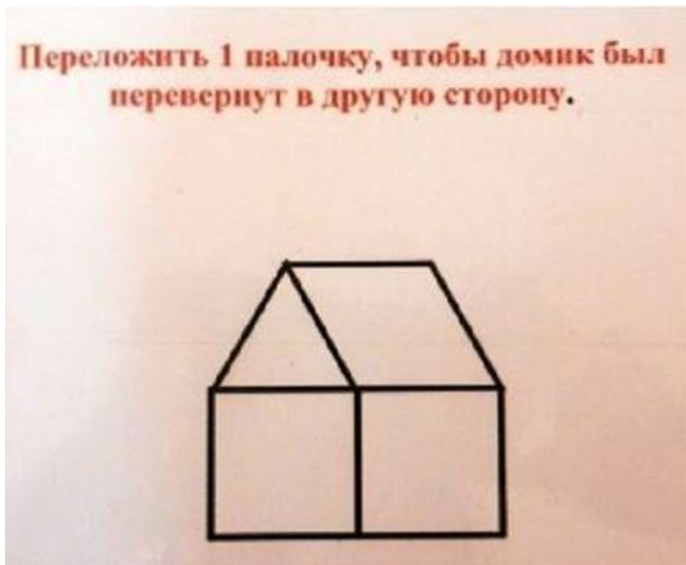 Переложить 1 палочку, чтобы домик был
перевернут в другую сторону.